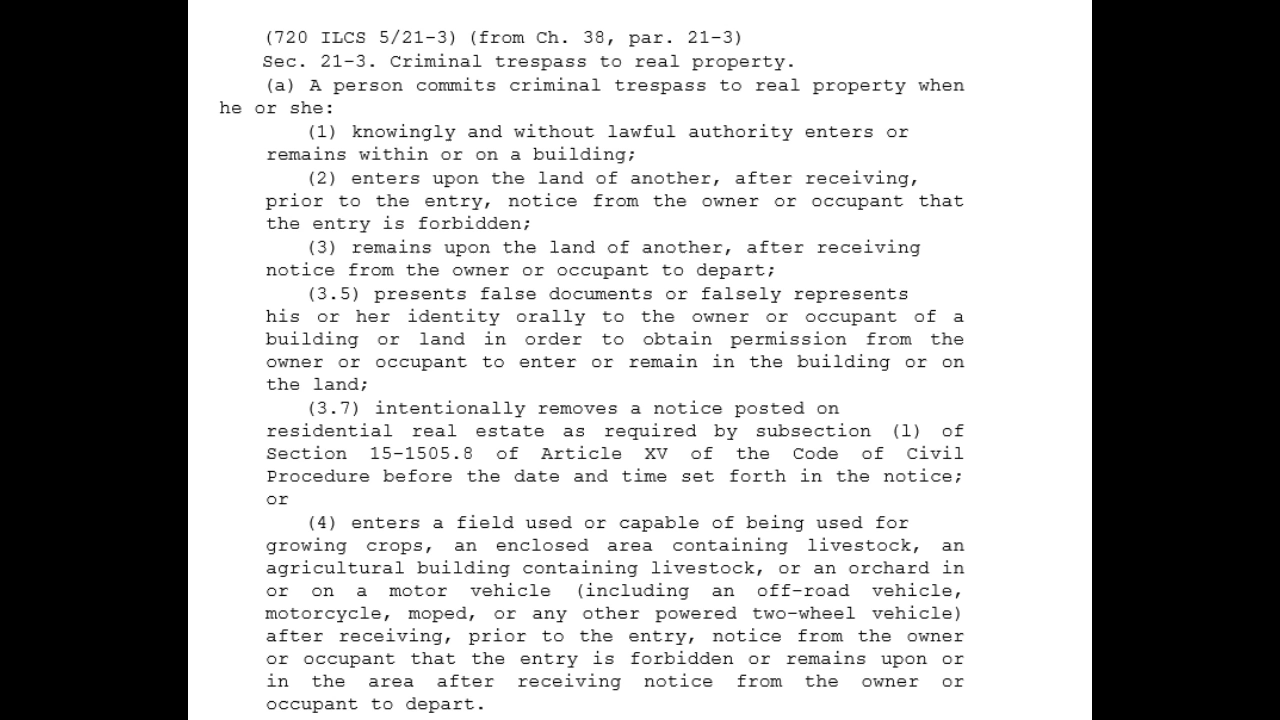 (720 ILCS 5/21-3) (from Ch. 38, par. 21-3)
Sec. 21-3. Criminal trespass to real property.
(a) A person commits criminal trespass to real property when
he or she:
(1) knowingly and without lawful authority enters or
remains within or on a building;
(2) enters upon the land of another, after receiving,
prior to the entry, notice from the owner or occupant that
the entry is forbidden;
(3) remains upon the land of another, after receiving
notice from the owner or occupant to depart;
(3.5) presents false documents or falsely represents
his or her identity orally to the owner or occupant of a
building or land in order to obtain permission from the
owner or occupant to enter or remain in the building or on
the land;
(3.7) intentionally removes a notice posted on
residential real estate as required by subsection (l) of
Section 15-1505.8 of Article XV of the Code of Civil
Procedure before the date and time set forth in the notice;
or
(4) enters a field used or capable of being used for
growing crops, an enclosed area containing livestock, an
agricultural building containing livestock, or an orchard in
or on a motor vehicle (including an off-road vehicle,
motorcycle, moped, or any other powered two-wheel vehicle)
after receiving, prior to the entry, notice from the owner
or occupant that the entry is forbidden or remains upon or
in the area after receiving notice from the owner or
occupant to depart.